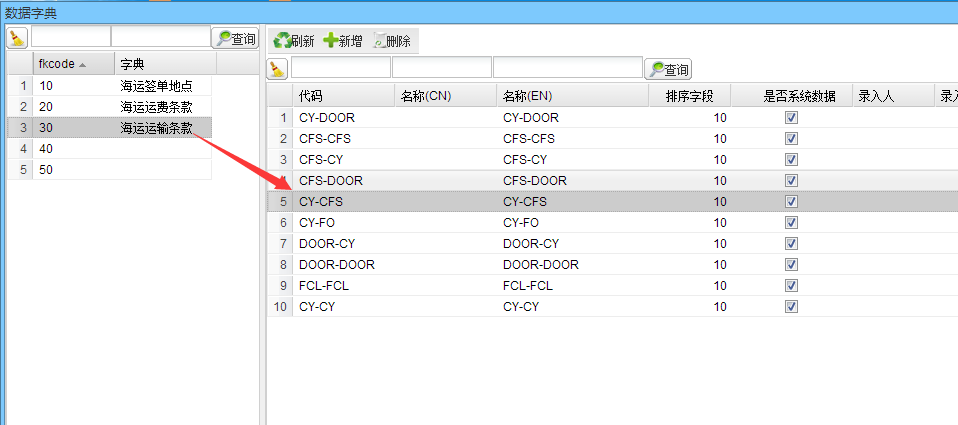 数据字典
查询
fkcode 字典
1 10 海运签单地点
2 20 海运运费条款
3 30 海运运输条款
4 40
5 50
刷新 新增 删除
查询
代码 名称(CN) 名称(EN) 排序字段 是否系统数据 录入人
1 CY-DOOR CY-DOOR 10
2 CFS-CFS CFS-CFS 10
3 CFS-CY CFS-CY 10
CFS-DOOR CFS-DOOR 10
5 CY-CFS CY-CFS 10
6 CY-FO CY-FO 10
7 DOOR-CY DOOR-CY 10
8 DOOR-DOOR DOOR-DOOR 10
9 FCL-FCL FCL-FCL 10
10 CY-CY CY-CY 10